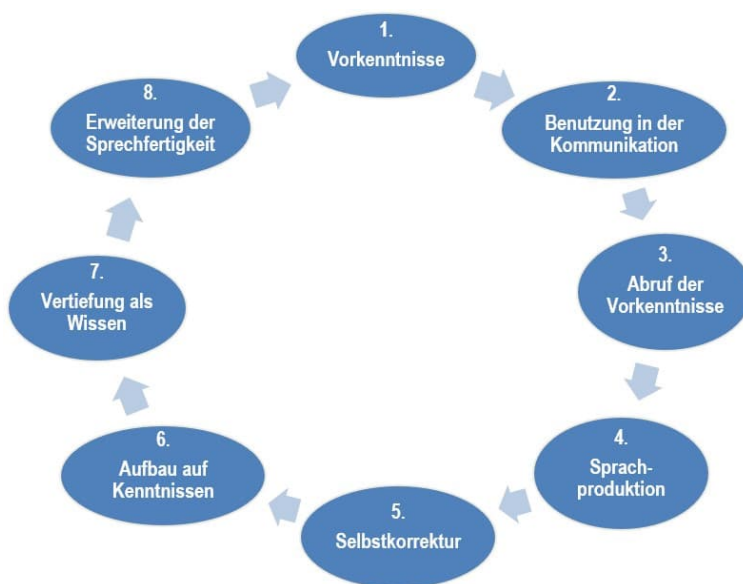 1.
Vorkenntnisse
2.
Benutzung in der
Kommunikation
3.
Abruf der
Vorkenntnisse
4.
Sprach-
produktion
5.
Selbstkorrektur
6.
Aufbau auf
Kenntnissen
7.
Vertiefung als
Wissen
8.
Erweiterung der
Sprechfertigkeit